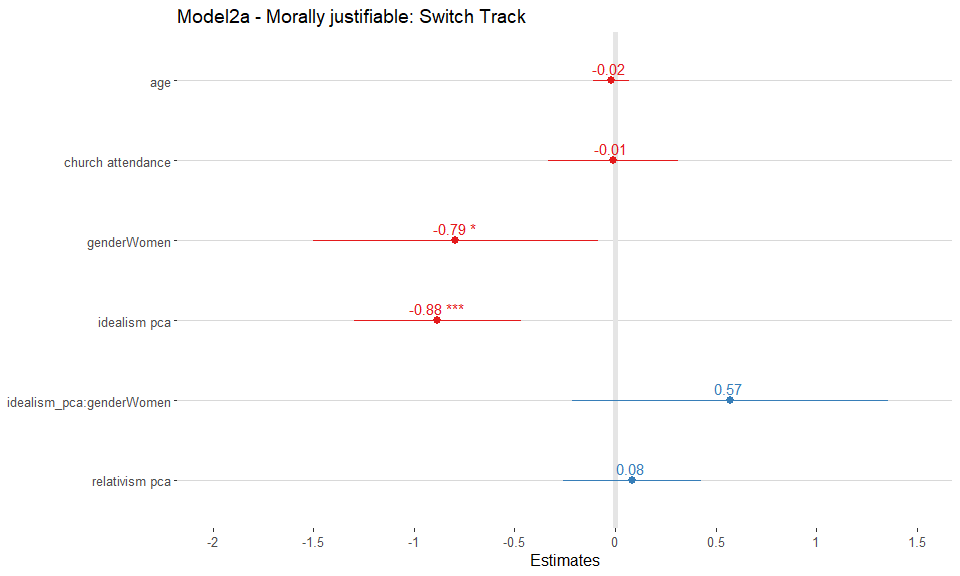 Model2a - Morally justifiable: Switch Track
age
-0.02
church attendance
-0.01
genderWomen
-0.79 *
idealism pca
-0.88 ***
idealism_pca:genderWomen
0.57
relativism pca
0.08
-2 -1.5 -1 -0.5 0 0.5 1 1.5
Estimates